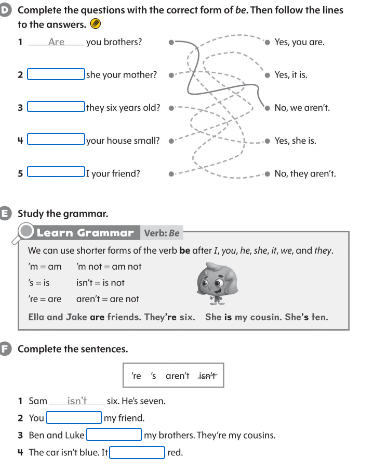 D Complete the questions with the correct form of be. Then follow the lines
to the answers.
1 Are you brothers? Yes, you are.
2 she your mother? Yes, it is.
3 they six years old? No, we aren't.
4 your house small? Yes, she is.
5 I your friend? No, they aren't.
E Study the grammar.
Learn Grammar Verb: Be
We can use shorter forms of the verb be after I, you, he, she, it, we, and they.
'm = am 'm not = am not
's = is isn't = is not
're = are aren't = are not
Ella and Jake are friends. They're six. She is my cousin. She's ten.
F Complete the sentences.
're 's aren't isn't
1 Sam isn't six. He's seven.
2 You my friend.
3 Ben and Luke my brothers. They're my cousins.
4 The car isn't blue. It red.